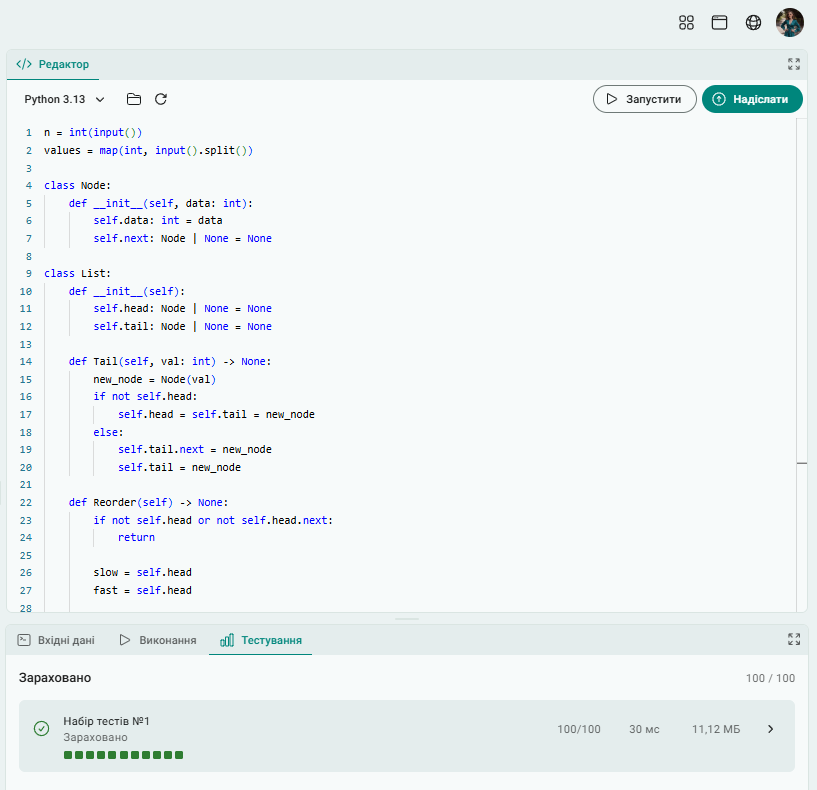 </> Редактор
Python 3.13
Запустити
Надіслати
1 n = int(input())
2 values = map(int, input().split())
3
4 class Node:
5     def __init__(self, data: int):
6         self.data: int = data
7         self.next: Node | None = None
8
9 class List:
10     def __init__(self):
11         self.head: Node | None = None
12         self.tail: Node | None = None
13
14     def Tail(self, val: int) -> None:
15         new_node = Node(val)
16         if not self.head:
17             self.head = self.tail = new_node
18         else:
19             self.tail.next = new_node
20             self.tail = new_node
21
22     def Reorder(self) -> None:
23         if not self.head or not self.head.next:
24             return
25
26         slow = self.head
27         fast = self.head
28
Вхідні дані
Виконання
Тестування
Зараховано 100 / 100
Набір тестів №1
Зараховано
100/100 30 мс 11,12 МБ